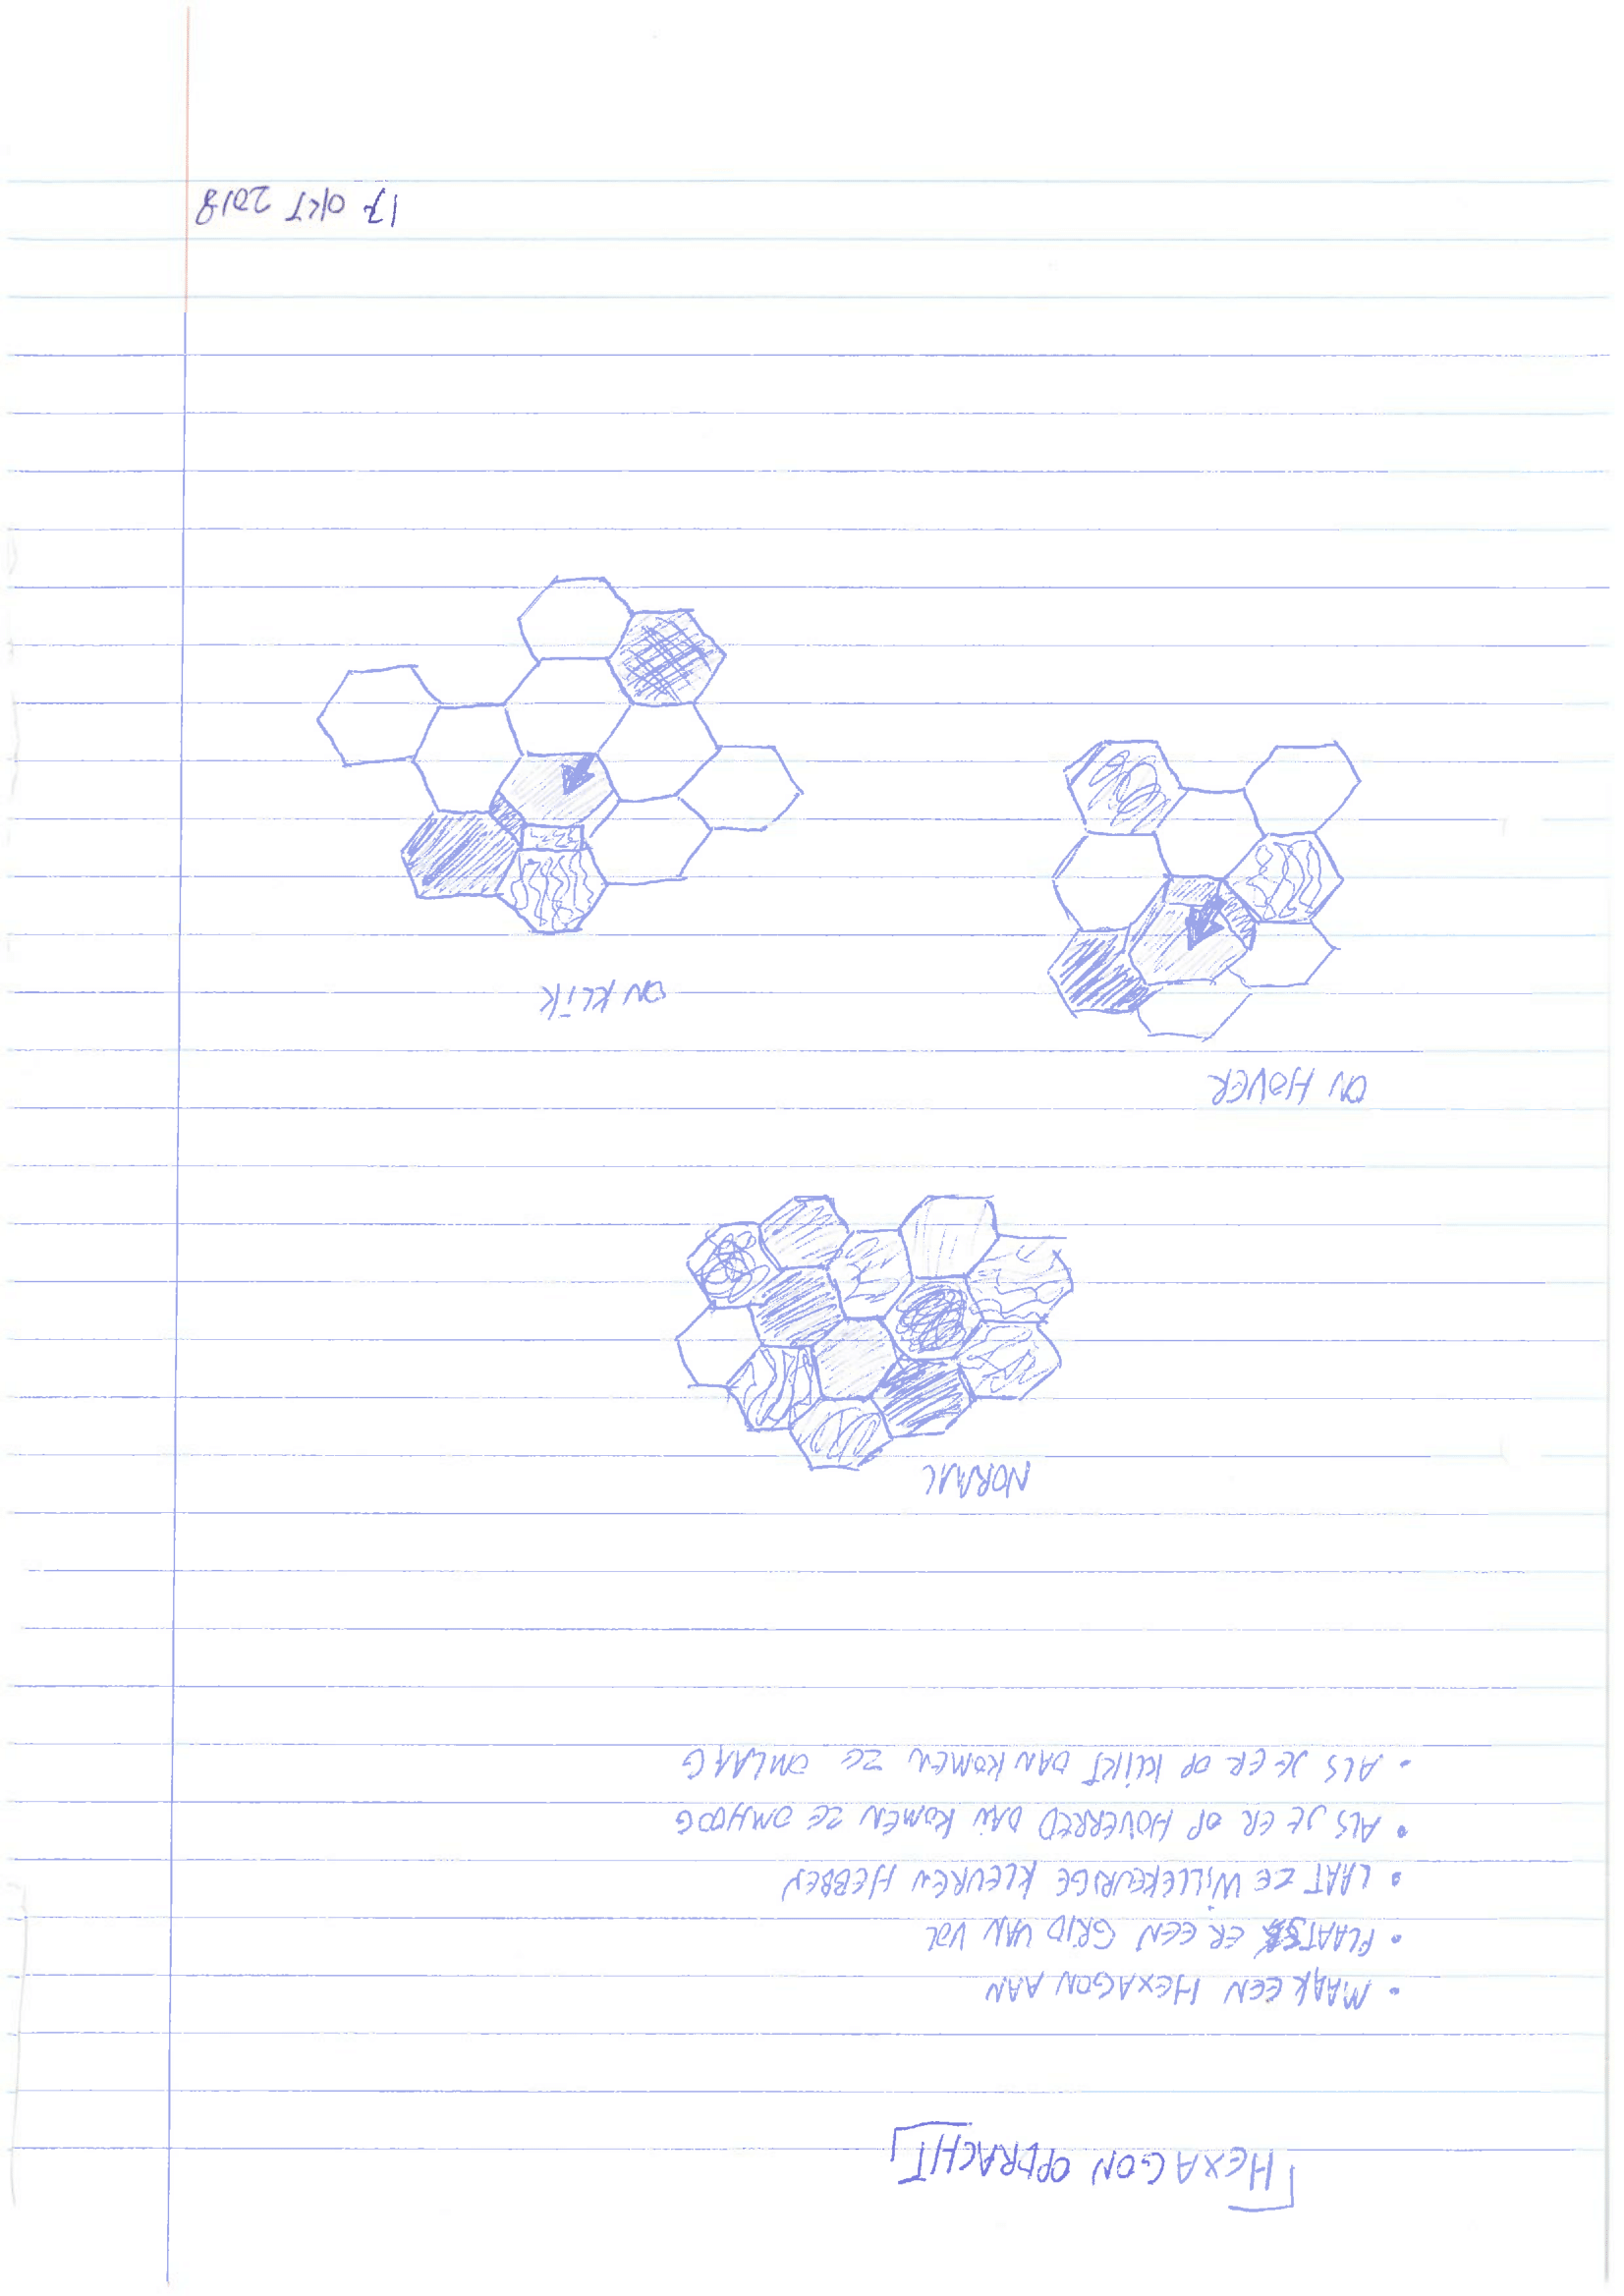 [HEXAGON OPDRACHT]
• MAAK EEN HEXAGON AAN
• PLAATS ER EEN GRID VAN VOL
• LAAT ZE WILLEKEURIGE KLEUREN HEBBEN
• ALS JE ER OP HOVERRED DAN KOMEN ZE OMHOOG
• ALS JE ER OP KLIKT DAN KOMEN ZE OMLAAG
NORMAL
ON HOVER
ON KLIK
17 OKT 2018